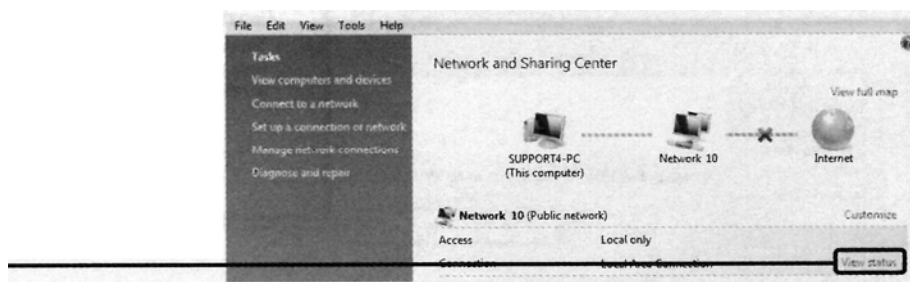 File Edit View Tools Help
Tasks
View computers and devices
Connect to a network
Set up a connection or network
Manage network connections
Diagnose and repair
Network and Sharing Center
View full map
SUPPORT4-PC
(This computer)
Network 10
Internet
Network 10 (Public network)
Customize
Access Local only
Connection Local Area Connection View status